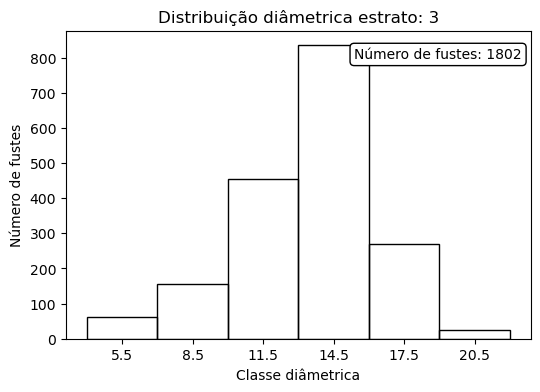 Distribuição diâmetrica estrato: 3
Número de fustes: 1802
Número de fustes
800
700
600
500
400
300
200
100
0
5.5 8.5 11.5 14.5 17.5 20.5
Classe diâmetrica